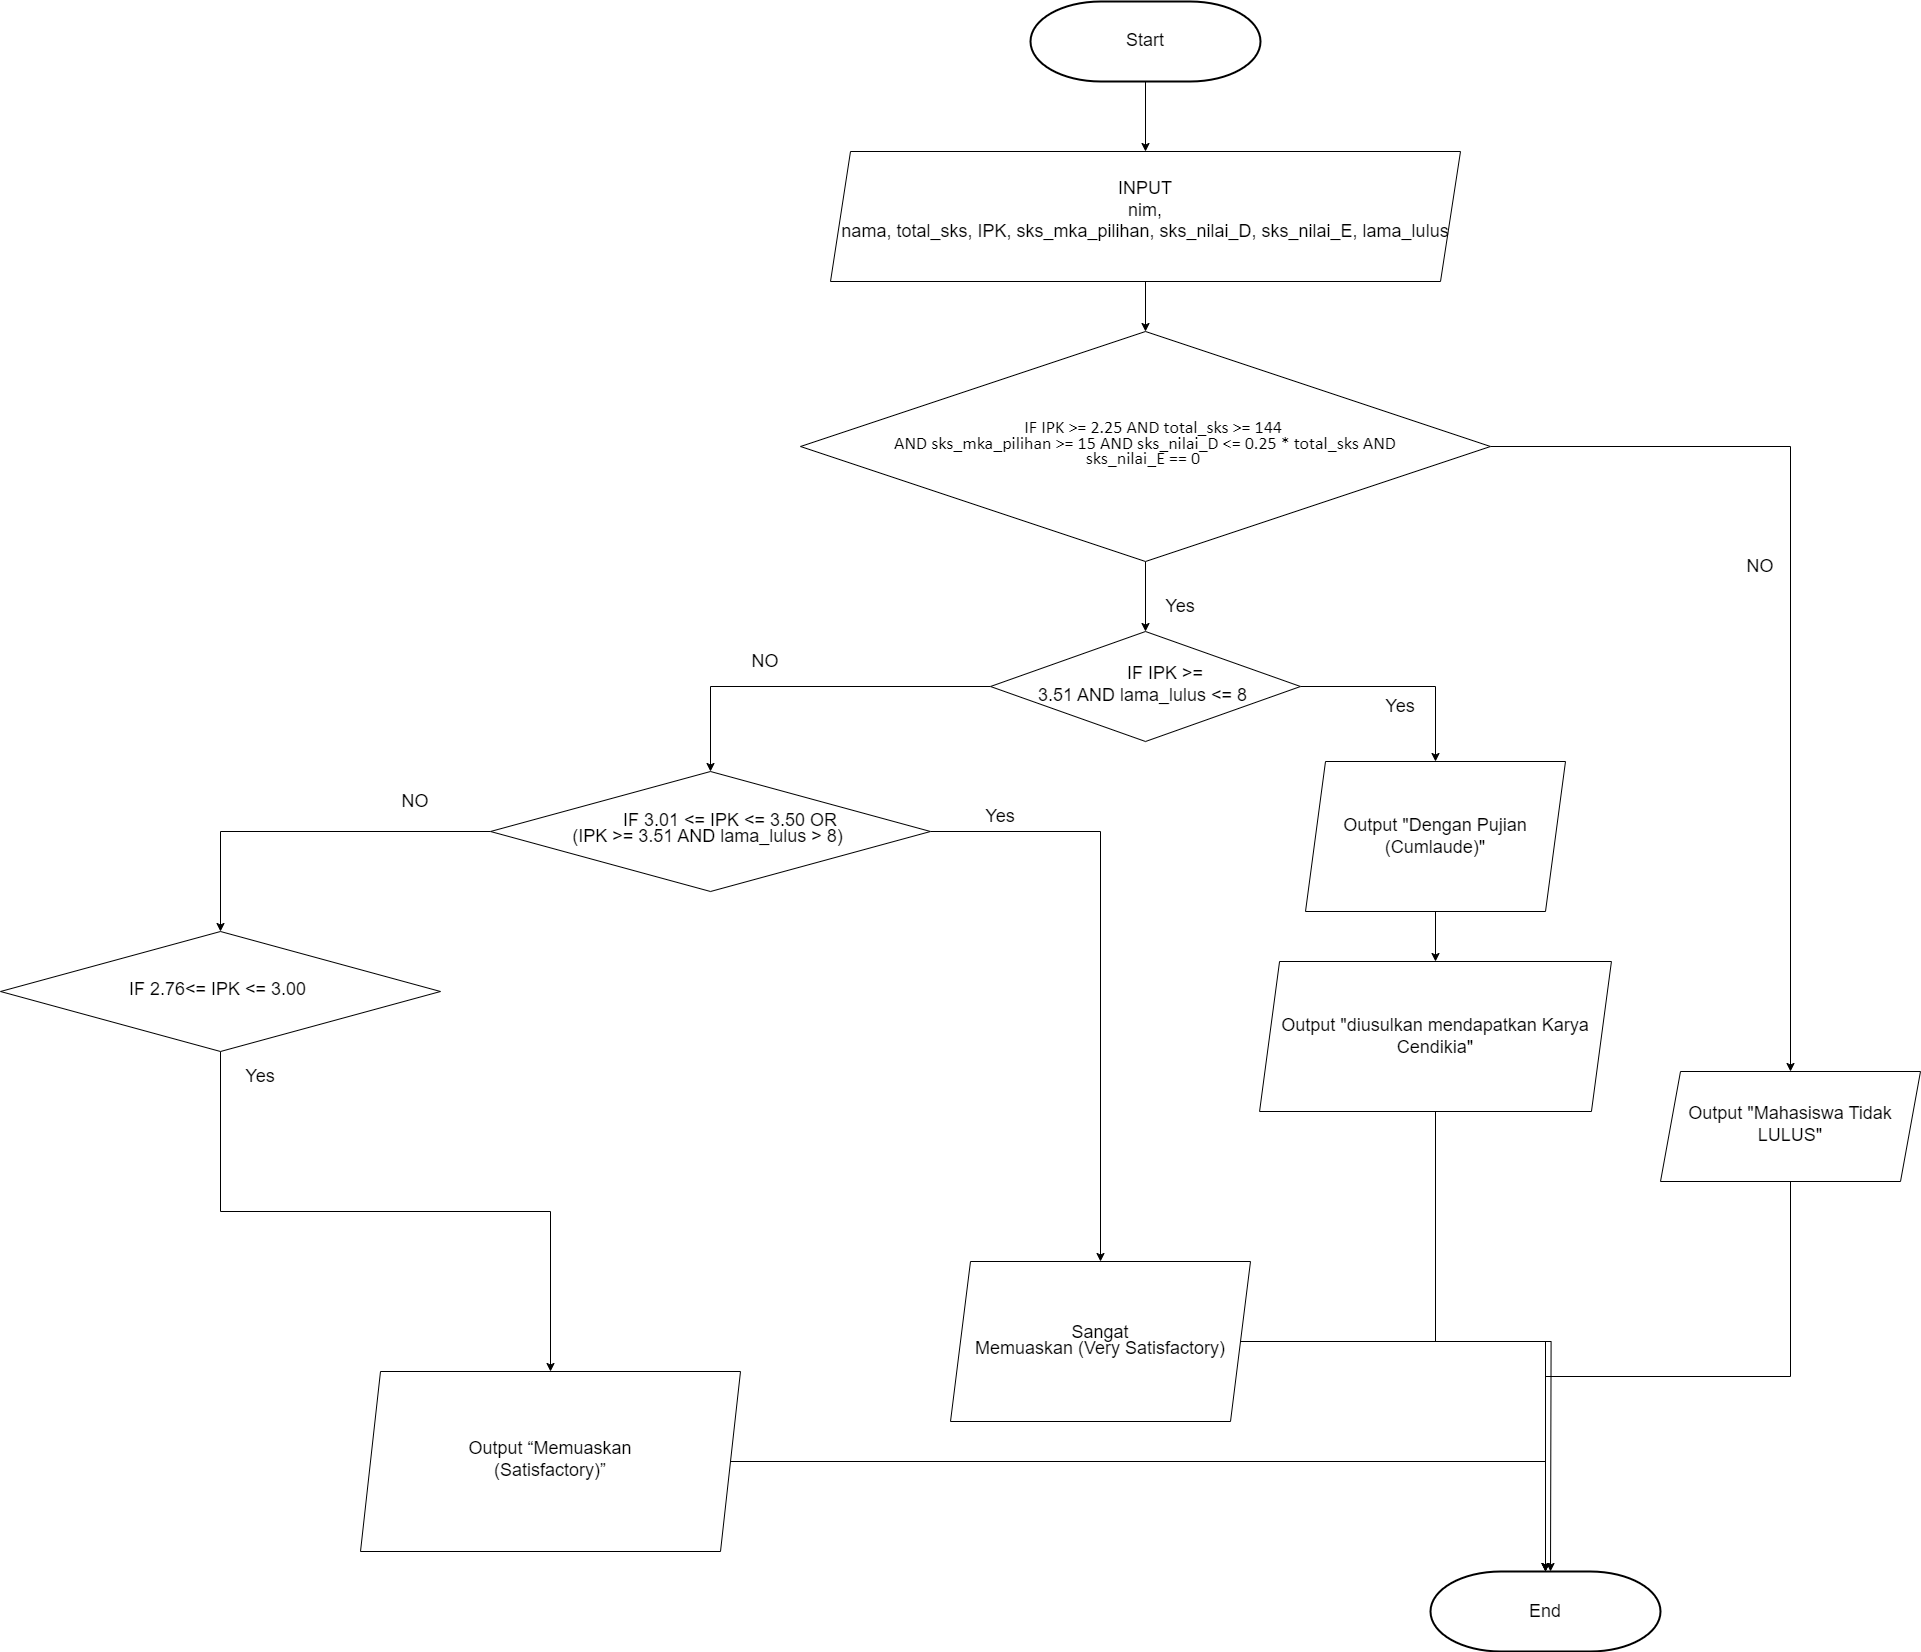 Start
INPUT
nim,
nama, total_sks, IPK, sks_mka_pilihan, sks_nilai_D, sks_nilai_E, lama_lulus
IF IPK >= 2.25 AND total_sks >= 144
AND sks_mka_pilihan >= 15 AND sks_nilai_D <= 0.25 * total_sks AND
sks_nilai_E == 0
NO
Yes
IF IPK >=
3.51 AND lama_lulus <= 8
NO
Yes
IF 3.01 <= IPK <= 3.50 OR
(IPK >= 3.51 AND lama_lulus > 8)
NO
Yes
Output "Dengan Pujian
(Cumlaude)"
IF 2.76<= IPK <= 3.00
Yes
Output "diusulkan mendapatkan Karya
Cendikia"
Output "Mahasiswa Tidak
LULUS"
Sangat
Memuaskan (Very Satisfactory)
Output “Memuaskan
(Satisfactory)”
End